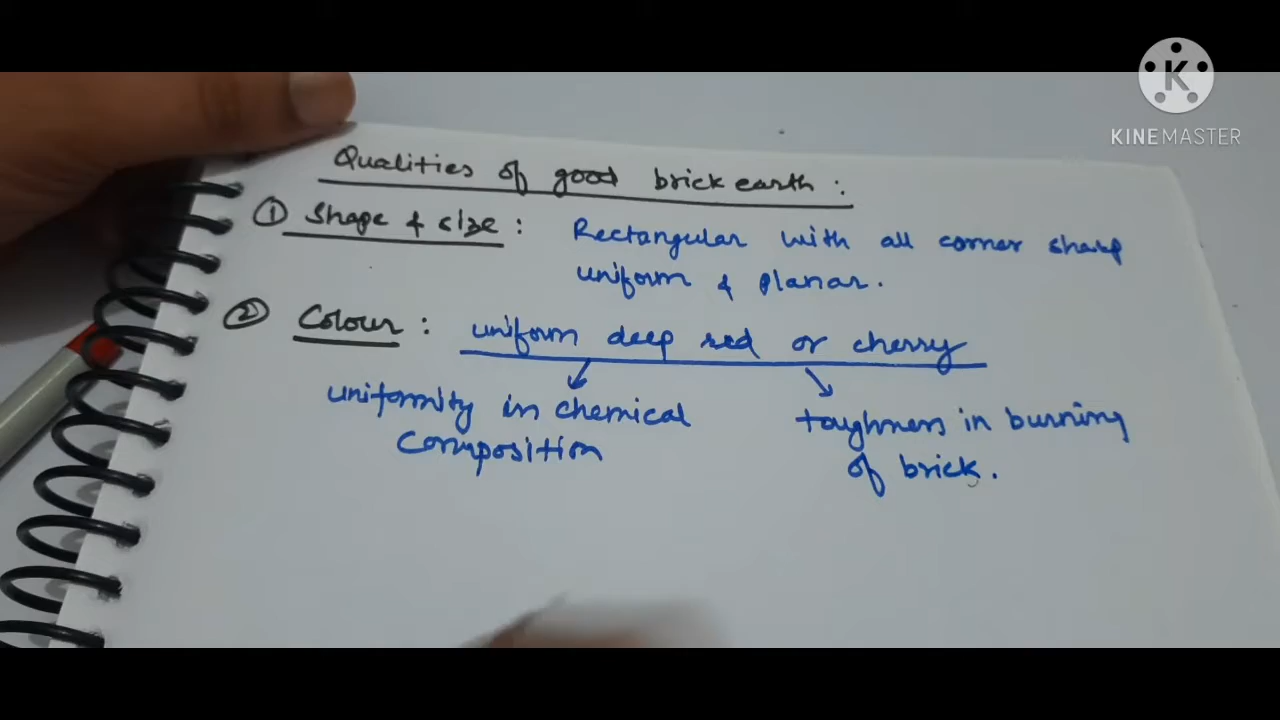 KINEMASTER
Qualities of good brick earth :
① Shape & size : Rectangular with all corner sharp
uniform & planar.
② Colour : uniform deep red or cherry
uniformity in chemical
composition
toughness in burning
of brick.